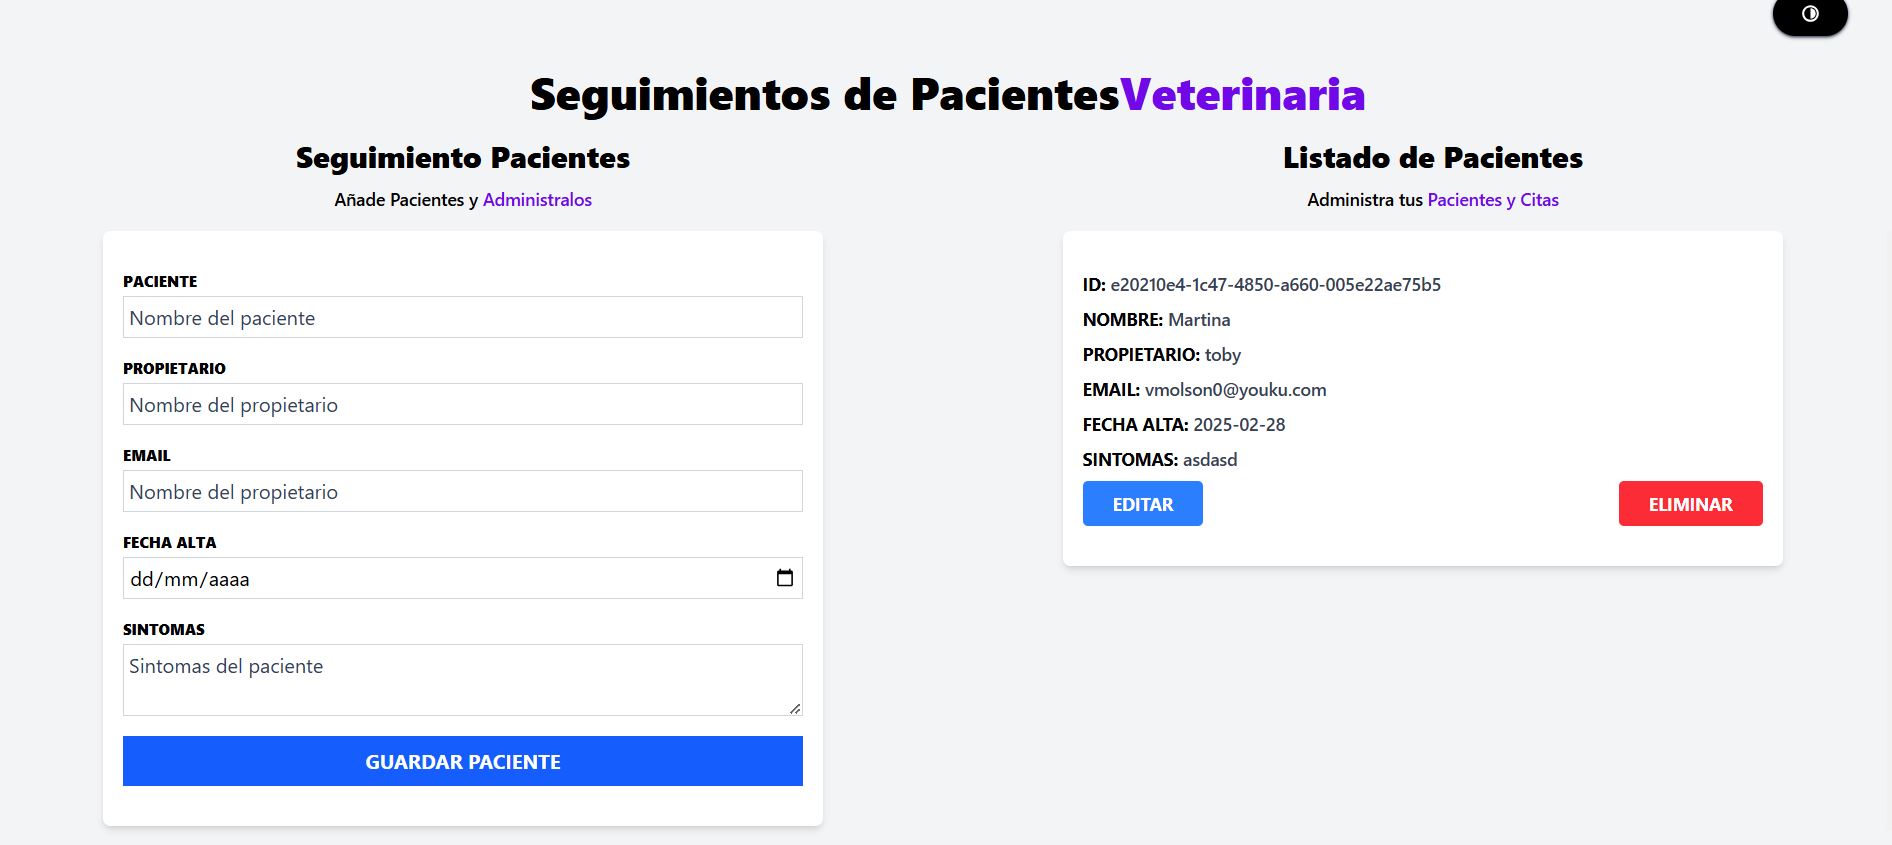 Seguimientos de PacientesVeterinaria
Seguimiento Pacientes
Añade Pacientes y Administralos
PACIENTE
Nombre del paciente
PROPIETARIO
Nombre del propietario
EMAIL
Nombre del propietario
FECHA ALTA
dd/mm/aaaa
SINTOMAS
Sintomas del paciente
GUARDAR PACIENTE
Listado de Pacientes
Administra tus Pacientes y Citas
ID: e20210e4-1c47-4850-a660-005e22ae75b5
NOMBRE: Martina
PROPIETARIO: toby
EMAIL: vmolson0@youku.com
FECHA ALTA: 2025-02-28
SINTOMAS: asdasd
EDITAR
ELIMINAR